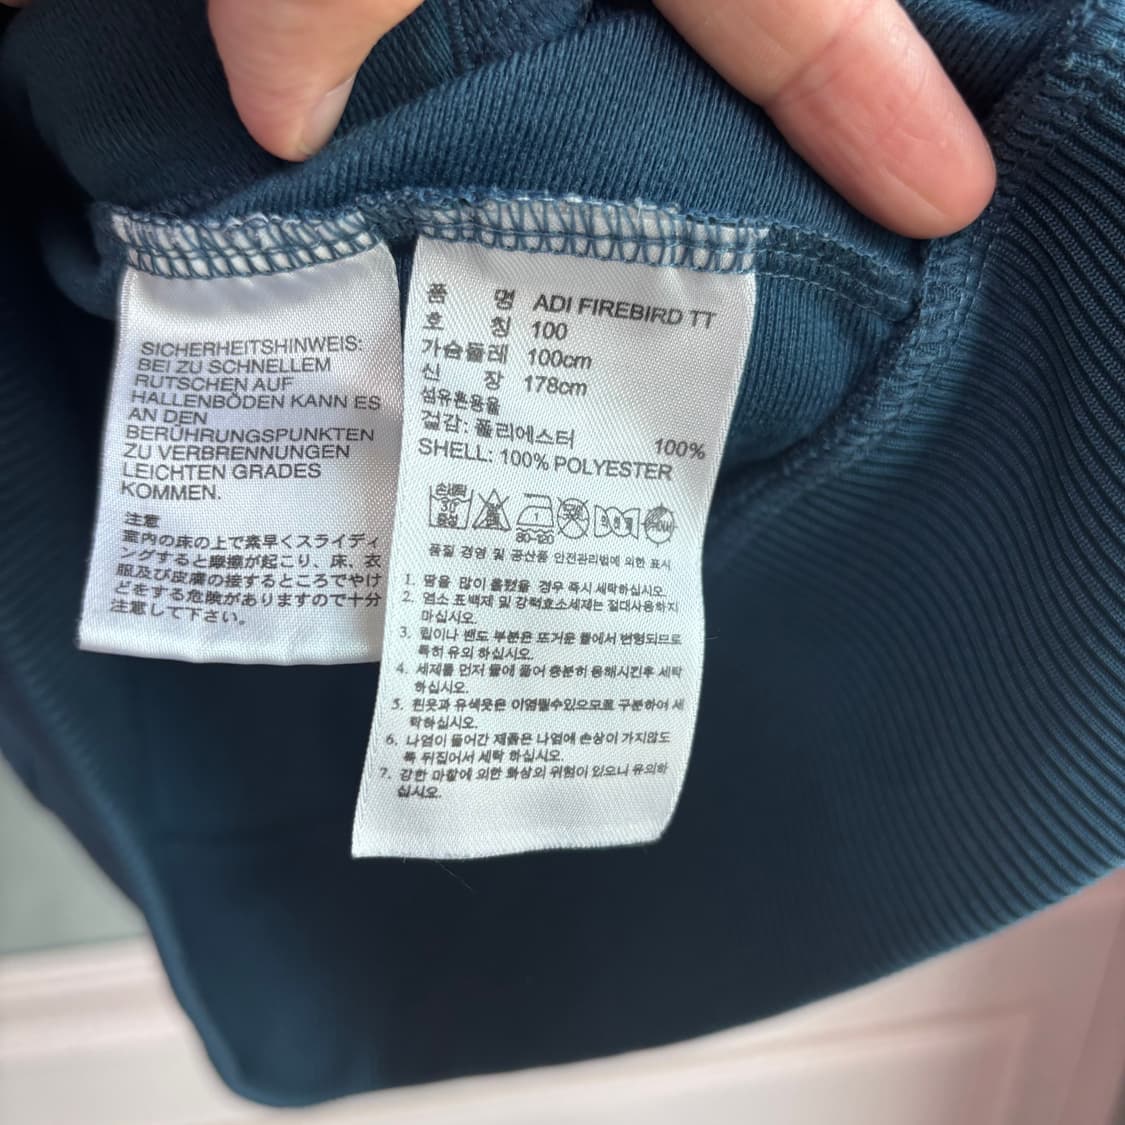 SICHERHEITSHINWEIS:
BEI ZU SCHNELLEM
RUTSCHEN AUF
HALLENBÖDEN KANN ES
AN DEN
BERÜHRUNGSPUNKTEN
ZU VERBRENNUNGEN
LEICHTEN GRADES
KOMMEN.
注意
室内の床の上で素早くスライディ
ングすると摩擦が起こり、床、衣
服及び皮膚の接するところでやけ
どをする危険がありますので十分
注意して下さい。
품 명 ADI FIREBIRD TT
호 칭 100
가슴둘레 100cm
신 장 178cm
섬유혼용율
겉감: 폴리에스터 100%
SHELL: 100% POLYESTER
손세탁 30° 중성
1 80~120
품질 경영 및 공산품 안전관리법에 의한 표시
1. 땀을 많이 흘렸을 경우 즉시 세탁하십시오.
2. 염소 표백제 및 강력효소세제는 절대사용하지
마십시오.
3. 립이나 밴드 부분은 뜨거운 물에서 변형되므로
특히 유의 하십시오.
4. 세제를 먼저 물에 풀어 충분히 용해시킨후 세탁
하십시오.
5. 흰옷과 유색옷은 이염될수있으므로 구분하여 세
탁하십시오.
6. 나염이 들어간 제품은 나염에 손상이 가지않도
록 뒤집어서 세탁 하십시오.
7. 강한 마찰에 의한 화상의 위험이 있으니 유의하
십시오.